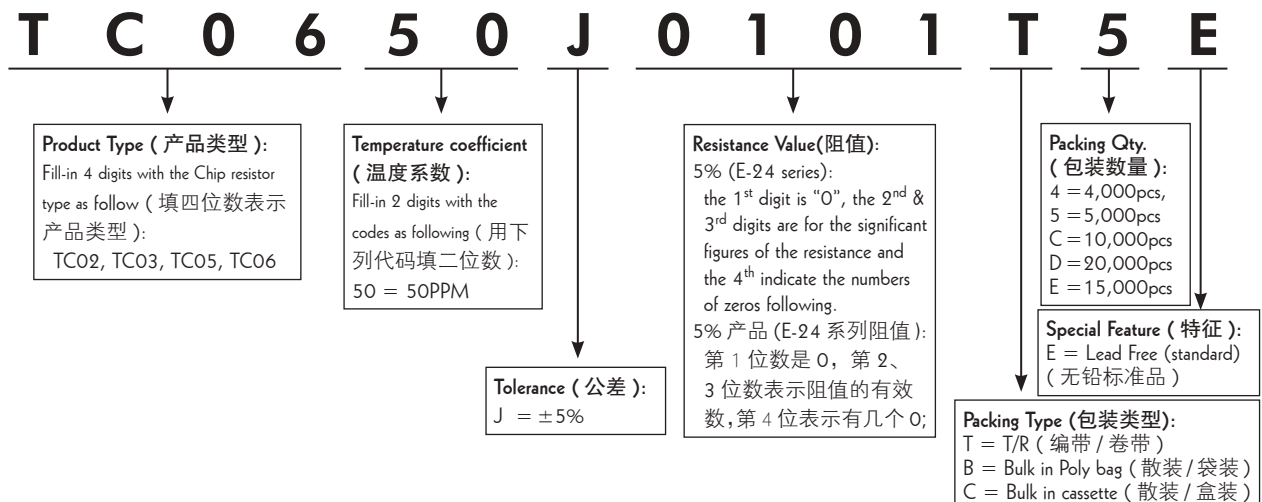 T C 0 6 5 0 J 0 1 0 1 T 5 E
Product Type ( 产品类型 ):
Fill-in 4 digits with the Chip resistor
type as follow ( 填四位数表示
产品类型 ):
TC02, TC03, TC05, TC06
Temperature coefficient
( 温度系数 ):
Fill-in 2 digits with the
codes as following ( 用下
列代码填二位数 ):
50 = 50PPM
Tolerance ( 公差 ):
J = ±5%
Resistance Value(阻值):
5% (E-24 series):
the 1st digit is “0”, the 2nd &
3rd digits are for the significant
figures of the resistance and
the 4th indicate the numbers
of zeros following.
5% 产品 (E-24 系列阻值 ):
第 1 位数是 0，第 2、
3 位数表示阻值的有效
数，第 4 位表示有几个 0;
Packing Qty.
( 包装数量 ):
4 = 4,000pcs,
5 = 5,000pcs
C = 10,000pcs
D = 20,000pcs
E = 15,000pcs
Special Feature ( 特征 ):
E = Lead Free (standard)
( 无铅标准品 )
Packing Type (包装类型):
T = T/R ( 编带 / 卷带 )
B = Bulk in Poly bag ( 散装 / 袋装 )
C = Bulk in cassette ( 散装 / 盒装 )